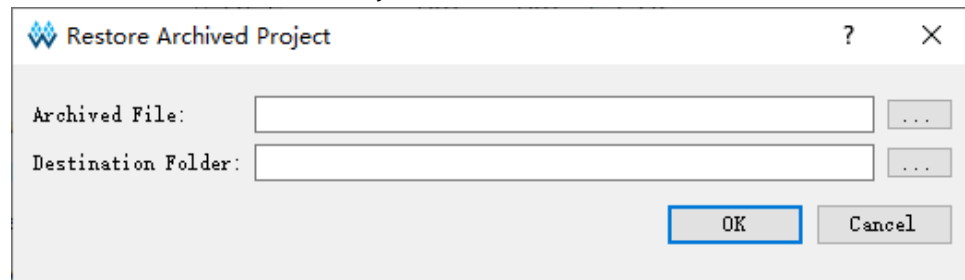 Restore Archived Project ?
Archived File: ...
Destination Folder: ...
OK Cancel